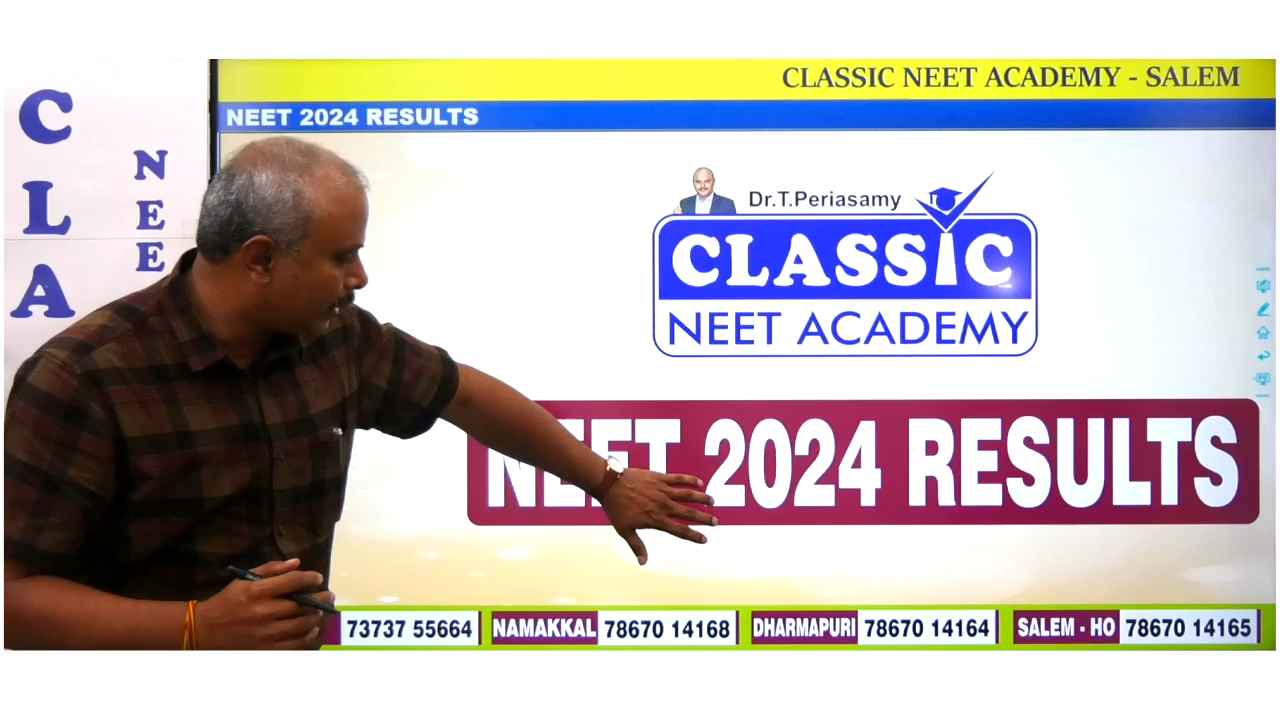 CLASSIC NEET ACADEMY - SALEM
NEET 2024 RESULTS
C
L
A
N
E
E
Dr.T.Periasamy
CLASSIC
NEET ACADEMY
NEET 2024 RESULTS
73737 55664
NAMAKKAL 78670 14168
DHARMAPURI 78670 14164
SALEM - HO 78670 14165